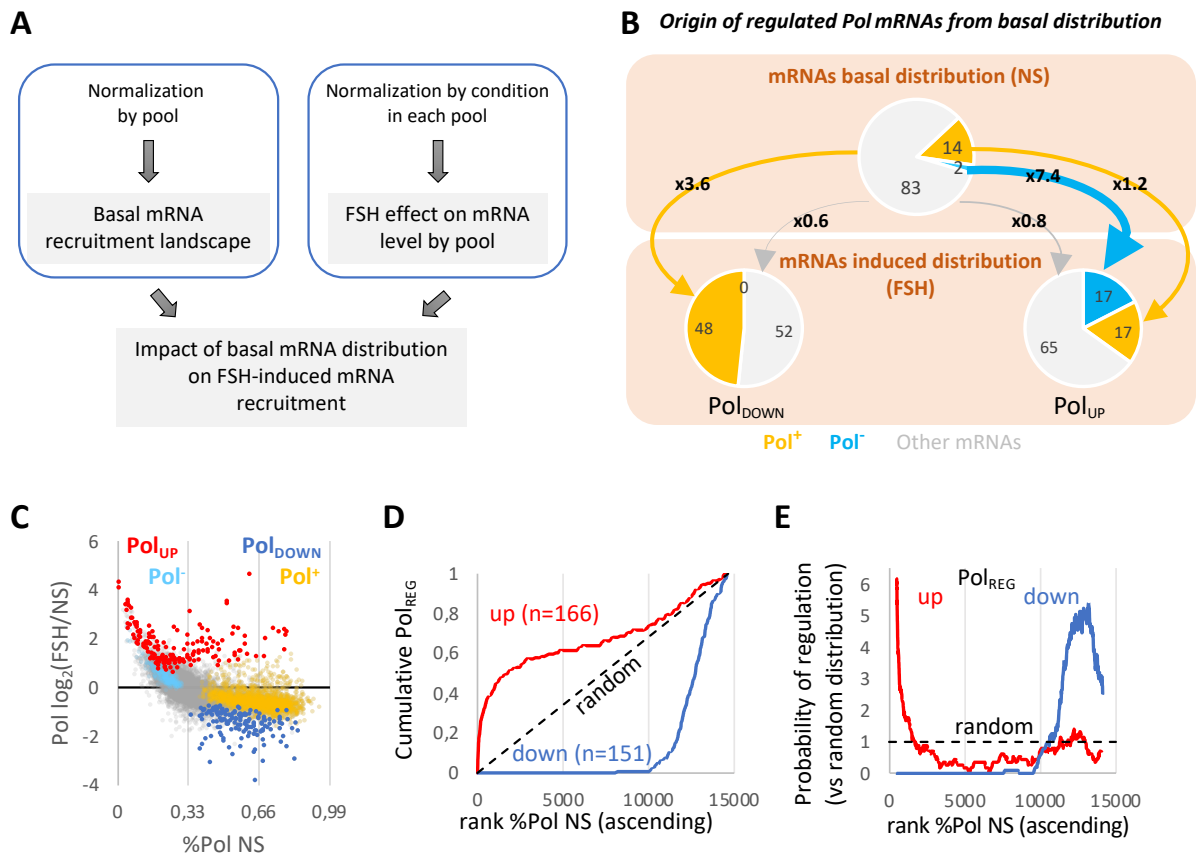 A
Normalization
by pool
Normalization by condition
in each pool
Basal mRNA
recruitment landscape
FSH effect on mRNA
level by pool
Impact of basal mRNA distribution
on FSH-induced mRNA
recruitment
B
Origin of regulated Pol mRNAs from basal distribution
mRNAs basal distribution (NS)
14
2
83
x3.6
x7.4
x1.2
x0.6
x0.8
mRNAs induced distribution
(FSH)
0
48
52
17
17
65
PolDOWN
PolUP
Pol+
Pol-
Other mRNAs
C
PolUP
PolDOWN
Pol-
Pol+
Pol log2(FSH/NS)
6
4
2
0
-2
-4
0
0,33
0,66
0,99
%Pol NS
D
Cumulative PolREG
1
0,8
0,6
0,4
0,2
0
up (n=166)
random
down (n=151)
0
5000
10000
15000
rank %Pol NS (ascending)
E
Probability of regulation
(vs random distribution)
6
5
4
3
2
1
0
PolREG
up
down
random
0
5000
10000
15000
rank %Pol NS (ascending)